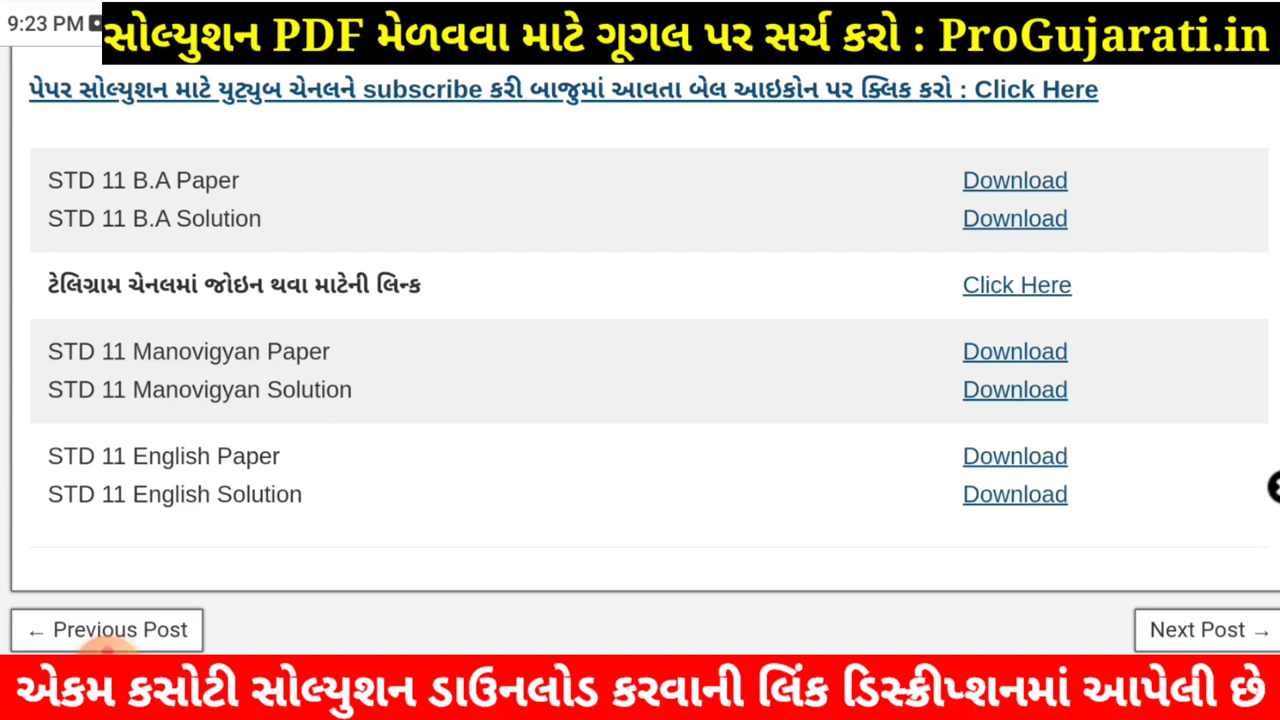 9:23 PM
સોલ્યુશન PDF મેળવવા માટે ગૂગલ પર સર્ચ કરો : ProGujarati.in
પેપર સોલ્યુશન માટે યુટ્યુબ ચેનલને subscribe કરી બાજુમાં આવતા બેલ આઇકોન પર ક્લિક કરો : Click Here
STD 11 B.A Paper Download
STD 11 B.A Solution Download
ટેલિગ્રામ ચેનલમાં જોઇન થવા માટેની લિન્ક Click Here
STD 11 Manovigyan Paper Download
STD 11 Manovigyan Solution Download
STD 11 English Paper Download
STD 11 English Solution Download
← Previous Post Next Post →
એકમ કસોટી સોલ્યુશન ડાઉનલોડ કરવાની લિંક ડિસ્ક્રીપ્શનમાં આપેલી છે